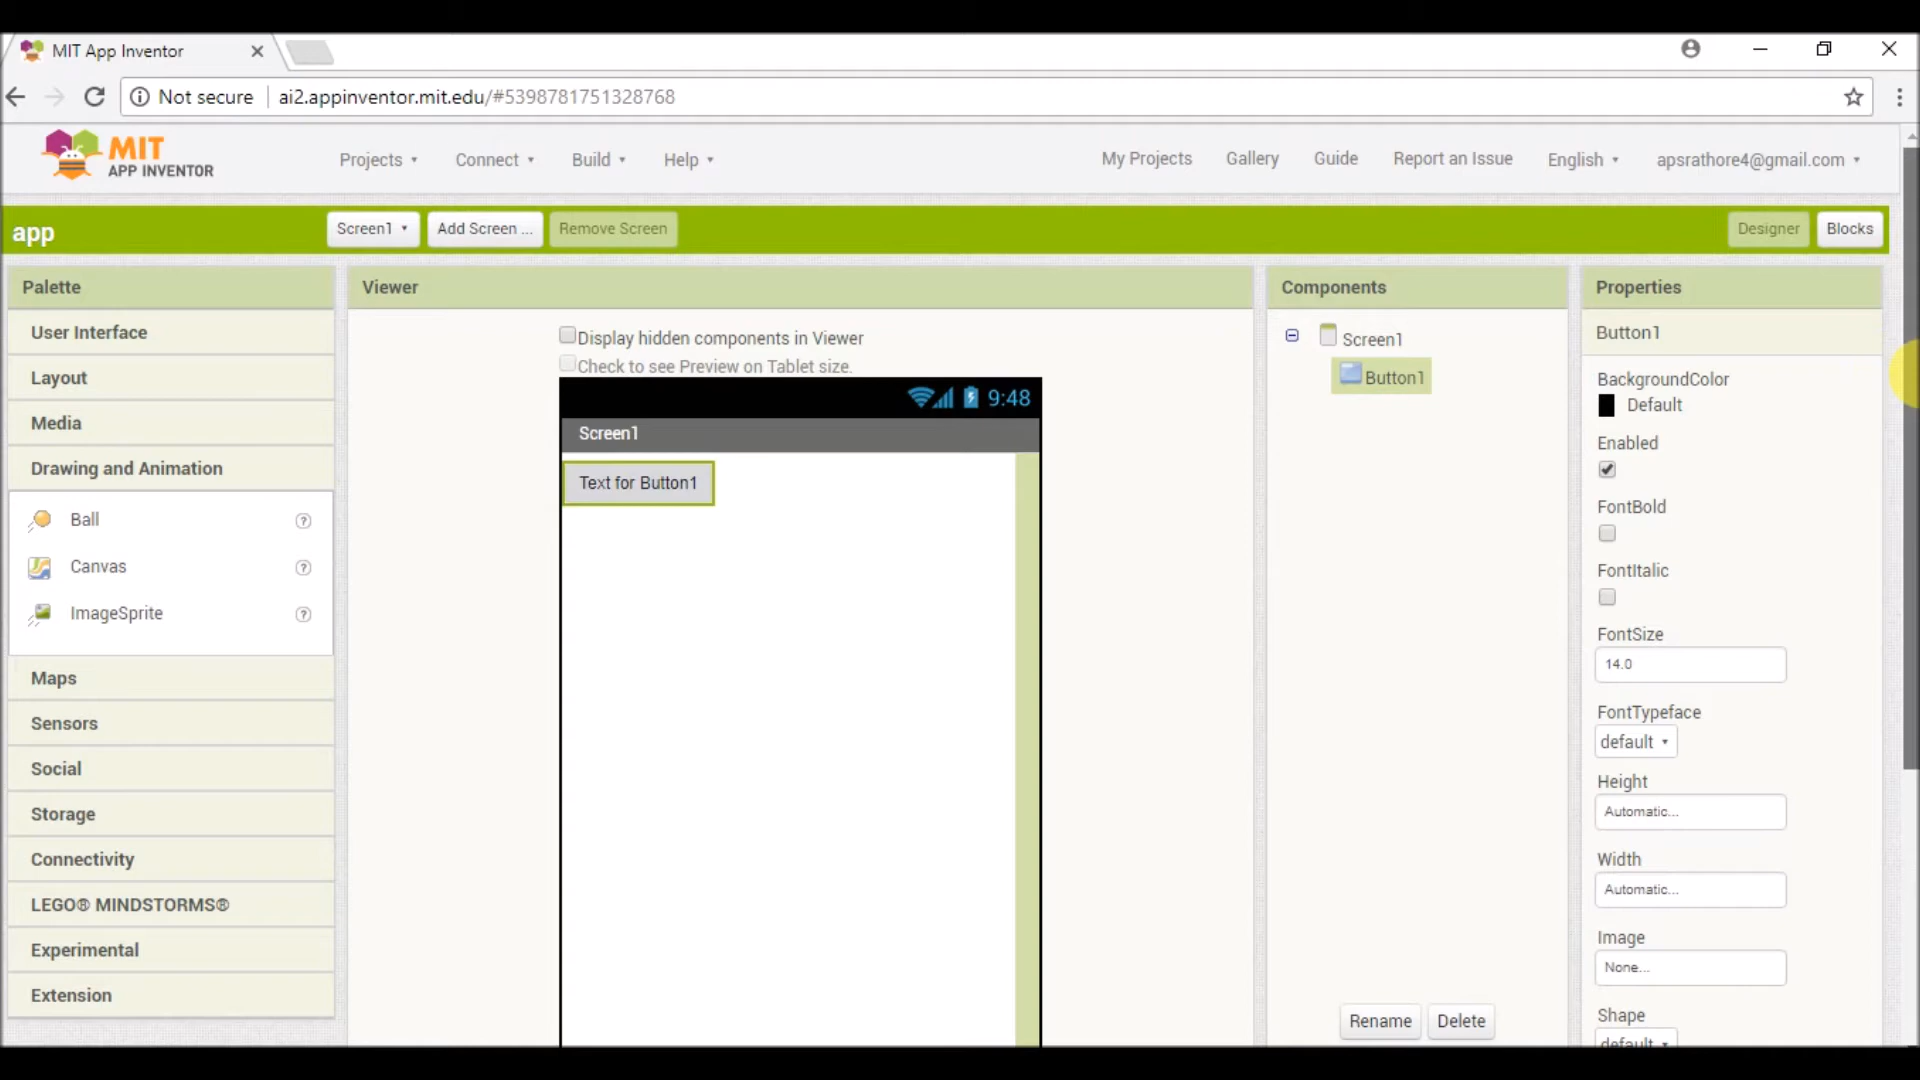 MIT App Inventor
Not secure ai2.appinventor.mit.edu/#5398781751328768
MIT
APP INVENTOR
Projects
Connect
Build
Help
My Projects
Gallery
Guide
Report an Issue
English
apsrathore4@gmail.com
app
Screen1
Add Screen ...
Remove Screen
Designer
Blocks
Palette
User Interface
Layout
Media
Drawing and Animation
Ball ?
Canvas ?
ImageSprite ?
Maps
Sensors
Social
Storage
Connectivity
LEGO® MINDSTORMS®
Experimental
Extension
Viewer
Display hidden components in Viewer
Check to see Preview on Tablet size.
9:48
Screen1
Text for Button1
Components
Screen1
Button1
Rename
Delete
Properties
Button1
BackgroundColor
Default
Enabled
FontBold
FontItalic
FontSize
14.0
FontTypeface
default
Height
Automatic...
Width
Automatic...
Image
None...
Shape
default